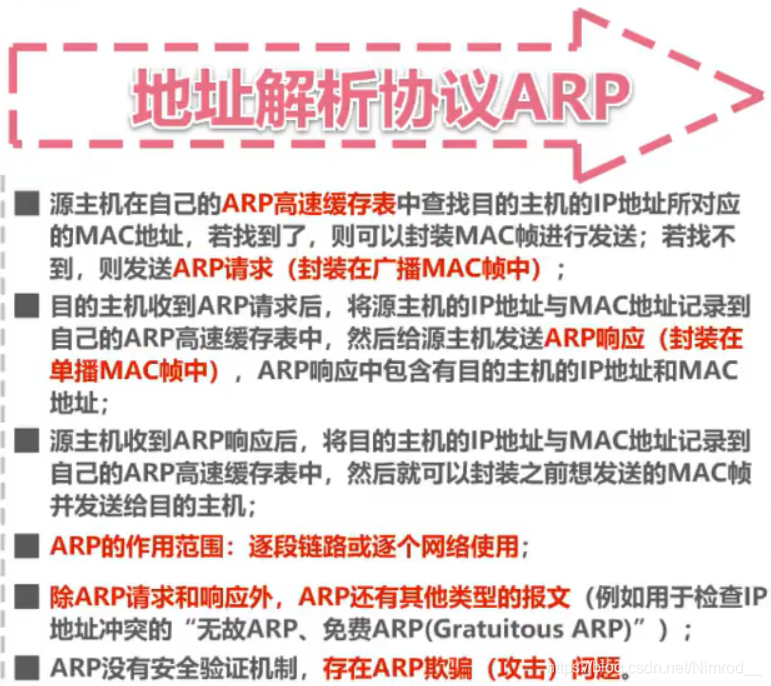 地址解析协议ARP
源主机在自己的ARP高速缓存表中查找目的主机的IP地址所对应
的MAC地址，若找到了，则可以封装MAC帧进行发送；若找不
到，则发送ARP请求（封装在广播MAC帧中）；
目的主机收到ARP请求后，将源主机的IP地址与MAC地址记录到
自己的ARP高速缓存表中，然后给源主机发送ARP响应（封装在
单播MAC帧中），ARP响应中包含有目的主机的IP地址和MAC
地址；
源主机收到ARP响应后，将目的主机的IP地址与MAC地址记录到
自己的ARP高速缓存表中，然后就可以封装之前想发送的MAC帧
并发送给目的主机；
ARP的作用范围：逐段链路或逐个网络使用；
除ARP请求和响应外，ARP还有其他类型的报文（例如用于检查IP
地址冲突的“无故ARP、免费ARP(Gratuitous ARP)”）；
ARP没有安全验证机制，存在ARP欺骗（攻击）问题。
https://blog.csdn.net/Nimrod__